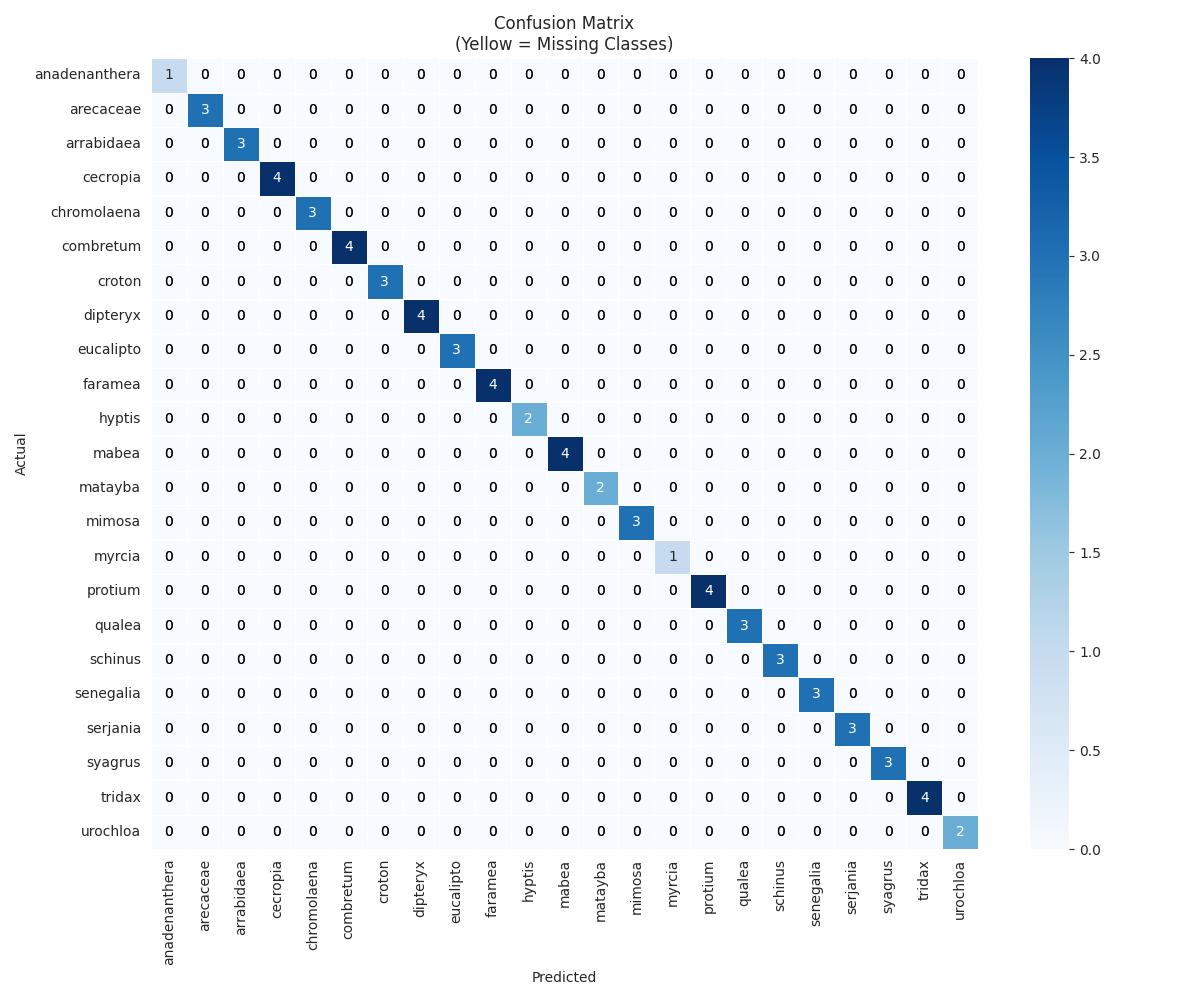 Confusion Matrix
(Yellow = Missing Classes)
anadenanthera 1 0 0 0 0 0 0 0 0 0 0 0 0 0 0 0 0 0 0 0 0 0 0
arecaceae 0 3 0 0 0 0 0 0 0 0 0 0 0 0 0 0 0 0 0 0 0 0 0
arrabidaea 0 0 3 0 0 0 0 0 0 0 0 0 0 0 0 0 0 0 0 0 0 0 0
cecropia 0 0 0 4 0 0 0 0 0 0 0 0 0 0 0 0 0 0 0 0 0 0 0
chromolaena 0 0 0 0 3 0 0 0 0 0 0 0 0 0 0 0 0 0 0 0 0 0 0
combretum 0 0 0 0 0 4 0 0 0 0 0 0 0 0 0 0 0 0 0 0 0 0 0
croton 0 0 0 0 0 0 3 0 0 0 0 0 0 0 0 0 0 0 0 0 0 0 0
dipteryx 0 0 0 0 0 0 0 4 0 0 0 0 0 0 0 0 0 0 0 0 0 0 0
eucalipto 0 0 0 0 0 0 0 0 3 0 0 0 0 0 0 0 0 0 0 0 0 0 0
faramea 0 0 0 0 0 0 0 0 0 4 0 0 0 0 0 0 0 0 0 0 0 0 0
hyptis 0 0 0 0 0 0 0 0 0 0 2 0 0 0 0 0 0 0 0 0 0 0 0
mabea 0 0 0 0 0 0 0 0 0 0 0 4 0 0 0 0 0 0 0 0 0 0 0
matayba 0 0 0 0 0 0 0 0 0 0 0 0 2 0 0 0 0 0 0 0 0 0 0
mimosa 0 0 0 0 0 0 0 0 0 0 0 0 0 3 0 0 0 0 0 0 0 0 0
myrcia 0 0 0 0 0 0 0 0 0 0 0 0 0 0 1 0 0 0 0 0 0 0 0
protium 0 0 0 0 0 0 0 0 0 0 0 0 0 0 0 4 0 0 0 0 0 0 0
qualea 0 0 0 0 0 0 0 0 0 0 0 0 0 0 0 0 3 0 0 0 0 0 0
schinus 0 0 0 0 0 0 0 0 0 0 0 0 0 0 0 0 0 3 0 0 0 0 0
senegalia 0 0 0 0 0 0 0 0 0 0 0 0 0 0 0 0 0 0 3 0 0 0 0
serjania 0 0 0 0 0 0 0 0 0 0 0 0 0 0 0 0 0 0 0 3 0 0 0
syagrus 0 0 0 0 0 0 0 0 0 0 0 0 0 0 0 0 0 0 0 0 3 0 0
tridax 0 0 0 0 0 0 0 0 0 0 0 0 0 0 0 0 0 0 0 0 0 4 0
urochloa 0 0 0 0 0 0 0 0 0 0 0 0 0 0 0 0 0 0 0 0 0 0 2
Actual
anadenanthera
arecaceae
arrabidaea
cecropia
chromolaena
combretum
croton
dipteryx
eucalipto
faramea
hyptis
mabea
matayba
mimosa
myrcia
protium
qualea
schinus
senegalia
serjania
syagrus
tridax
urochloa
Predicted
4.0
3.5
3.0
2.5
2.0
1.5
1.0
0.5
0.0